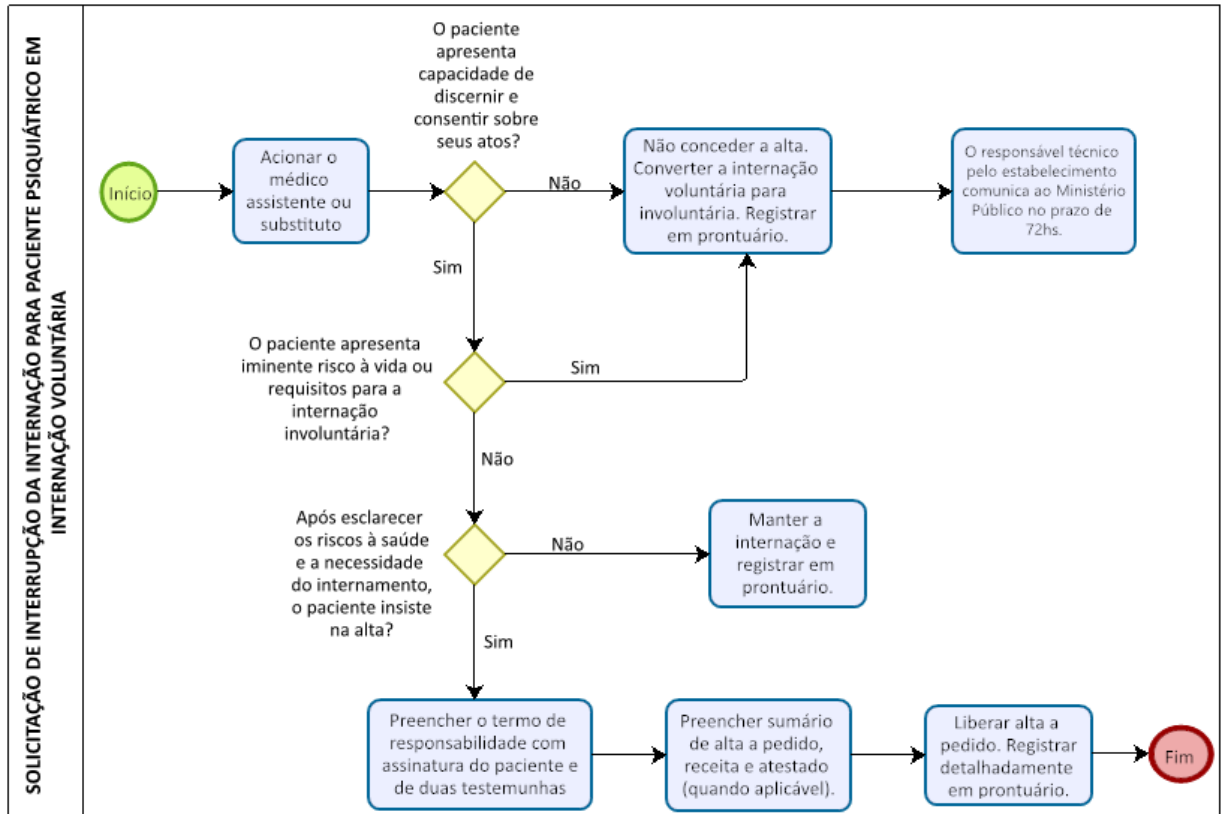 SOLICITAÇÃO DE INTERRUPÇÃO DA INTERNAÇÃO PARA PACIENTE PSIQUIÁTRICO EM
INTERNAÇÃO VOLUNTÁRIA
Início
Acionar o
médico
assistente ou
substituto
O paciente
apresenta
capacidade de
discernir e
consentir sobre
seus atos?
Não
Não conceder a alta.
Converter a internação
voluntária para
involuntária. Registrar
em prontuário.
O responsável técnico
pelo estabelecimento
comunica ao Ministério
Público no prazo de
72hs.
Sim
O paciente apresenta
iminente risco à vida ou
requisitos para a
internação
involuntária?
Sim
Não
Após esclarecer
os riscos à saúde
e a necessidade
do internamento,
o paciente insiste
na alta?
Não
Manter a
internação e
registrar em
prontuário.
Sim
Preencher o termo de
responsabilidade com
assinatura do paciente e
de duas testemunhas
Preencher sumário
de alta a pedido,
receita e atestado
(quando aplicável).
Liberar alta a
pedido. Registrar
detalhadamente
em prontuário.
Fim